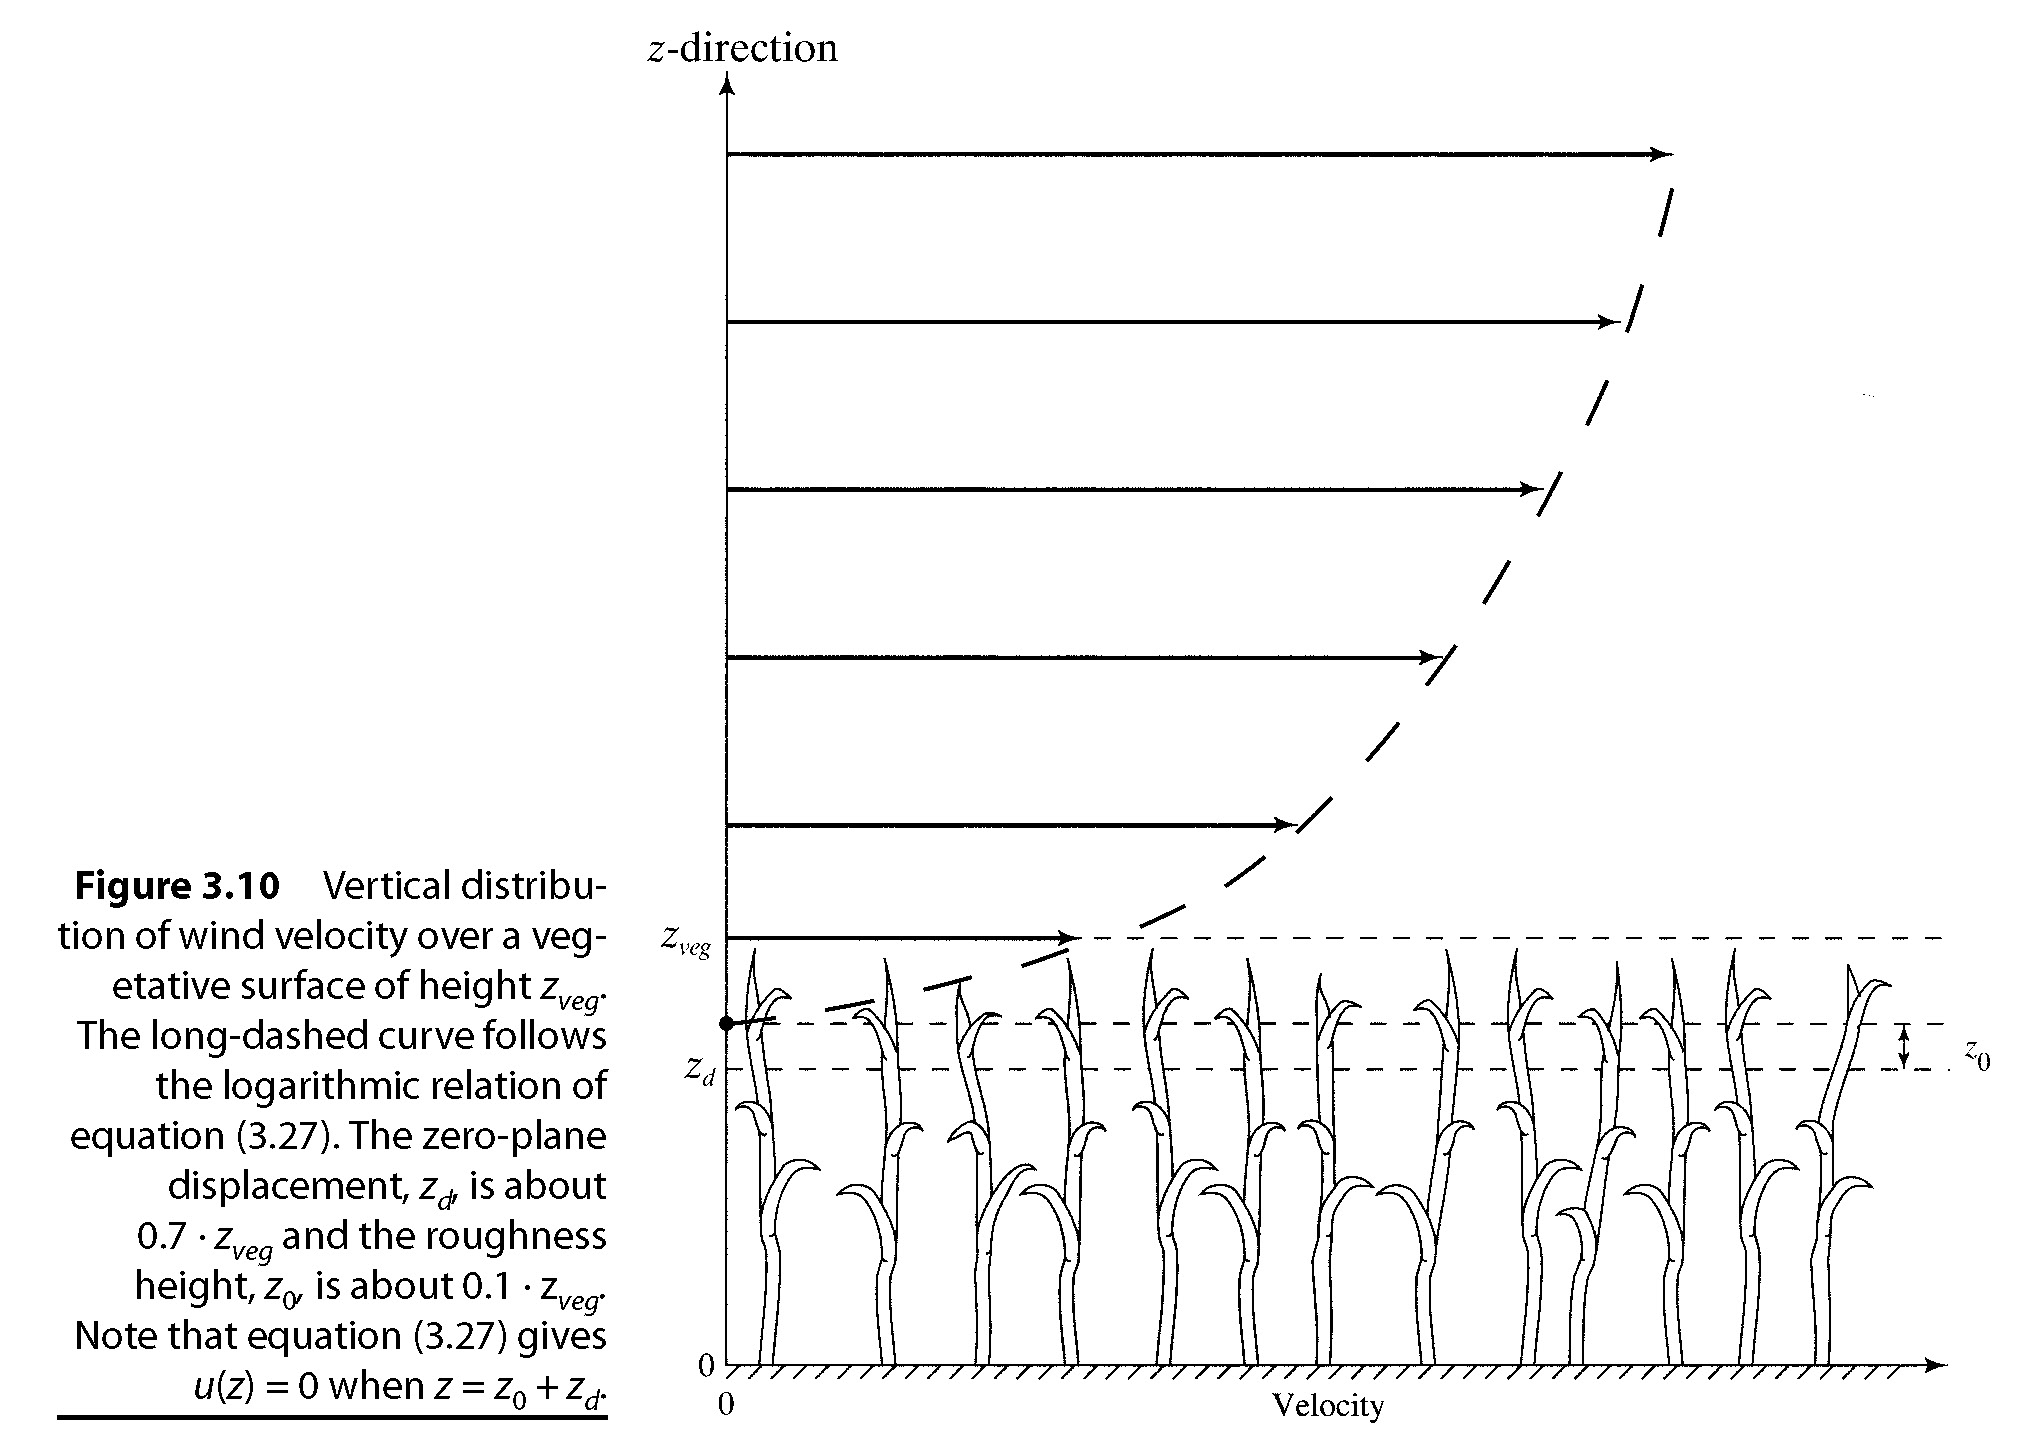 z-direction
Figure 3.10 Vertical distribu-
tion of wind velocity over a veg-
etative surface of height z_veg.
The long-dashed curve follows
the logarithmic relation of
equation (3.27). The zero-plane
displacement, z_d, is about
0.7 · z_veg and the roughness
height, z_0, is about 0.1 · z_veg.
Note that equation (3.27) gives
u(z) = 0 when z = z_0 + z_d.
z_veg
z_d
z_0
0
0
Velocity